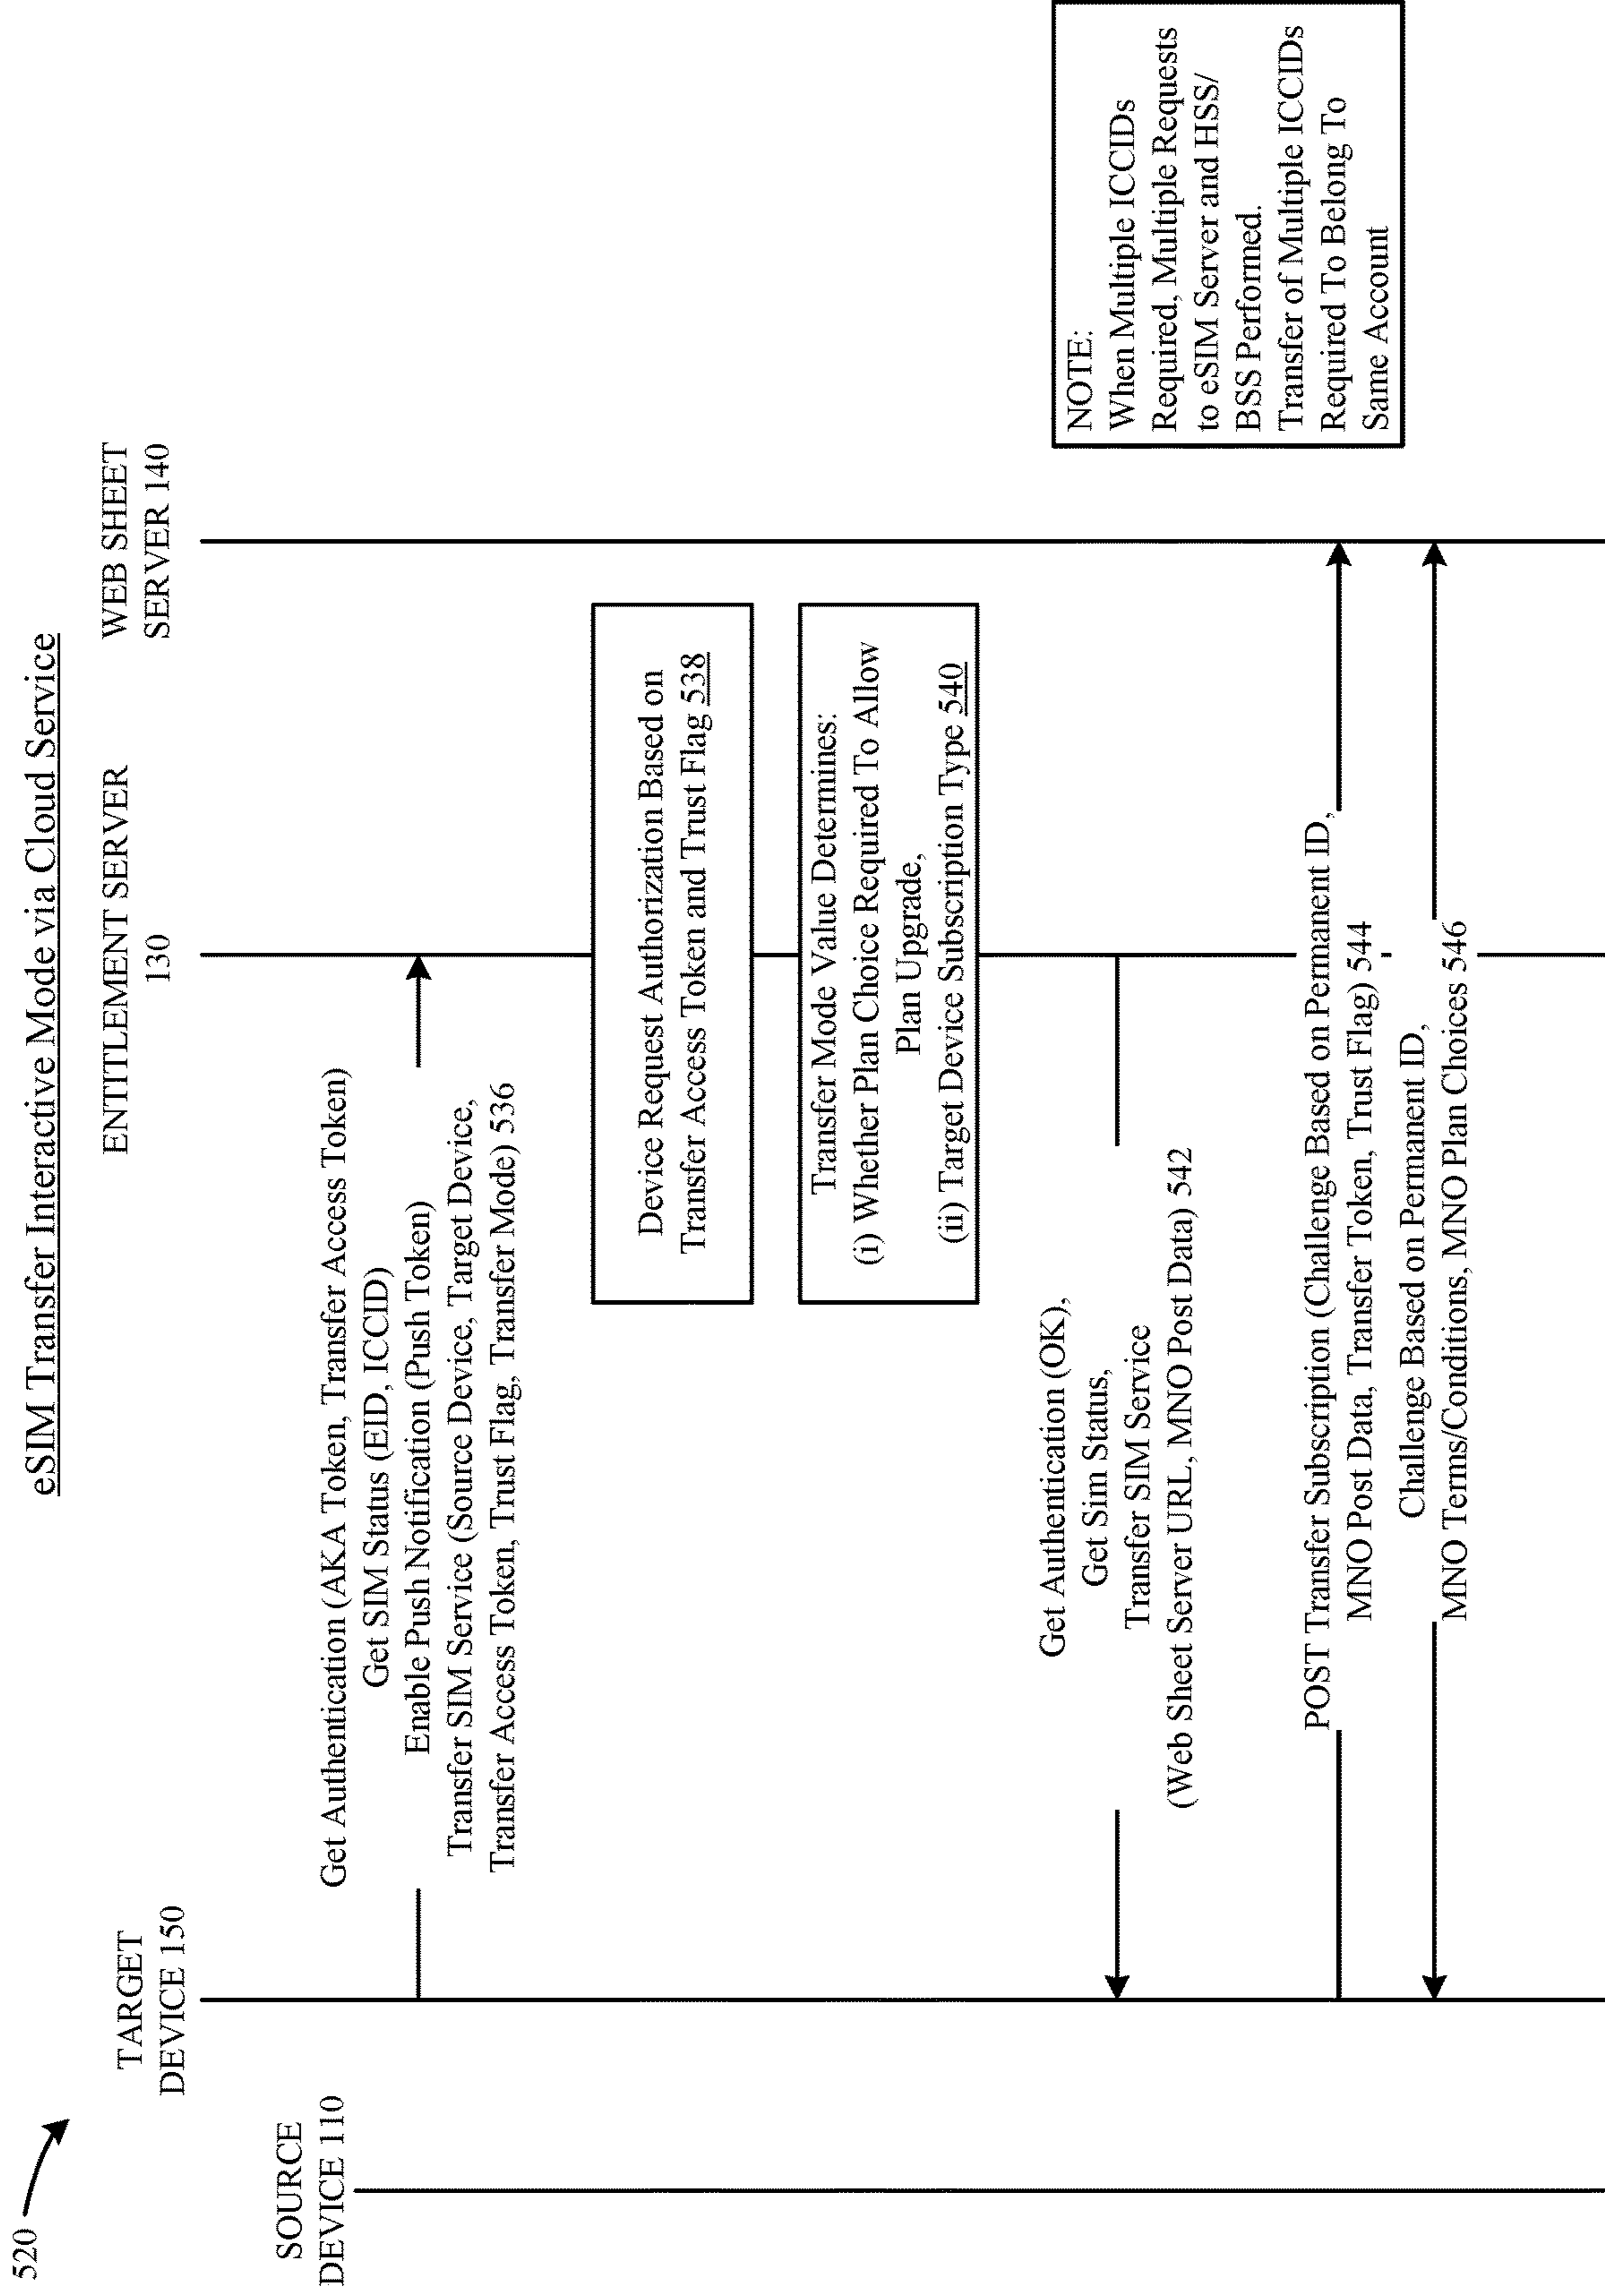 520
eSIM Transfer Interactive Mode via Cloud Service
SOURCE
DEVICE 110
TARGET
DEVICE 150
ENTITLEMENT SERVER
130
WEB SHEET
SERVER 140
Get Authentication (AKA Token, Transfer Access Token)
Get SIM Status (EID, ICCID)
Enable Push Notification (Push Token)
Transfer SIM Service (Source Device, Target Device,
Transfer Access Token, Trust Flag, Transfer Mode) 536
Device Request Authorization Based on
Transfer Access Token and Trust Flag 538
Transfer Mode Value Determines:
(i) Whether Plan Choice Required To Allow
Plan Upgrade,
(ii) Target Device Subscription Type 540
Get Authentication (OK),
Get Sim Status,
Transfer SIM Service
(Web Sheet Server URL, MNO Post Data) 542
POST Transfer Subscription (Challenge Based on Permanent ID,
MNO Post Data, Transfer Token, Trust Flag) 544
Challenge Based on Permanent ID,
MNO Terms/Conditions, MNO Plan Choices 546
NOTE:
When Multiple ICCIDs
Required, Multiple Requests
to eSIM Server and HSS/
BSS Performed.
Transfer of Multiple ICCIDs
Required To Belong To
Same Account